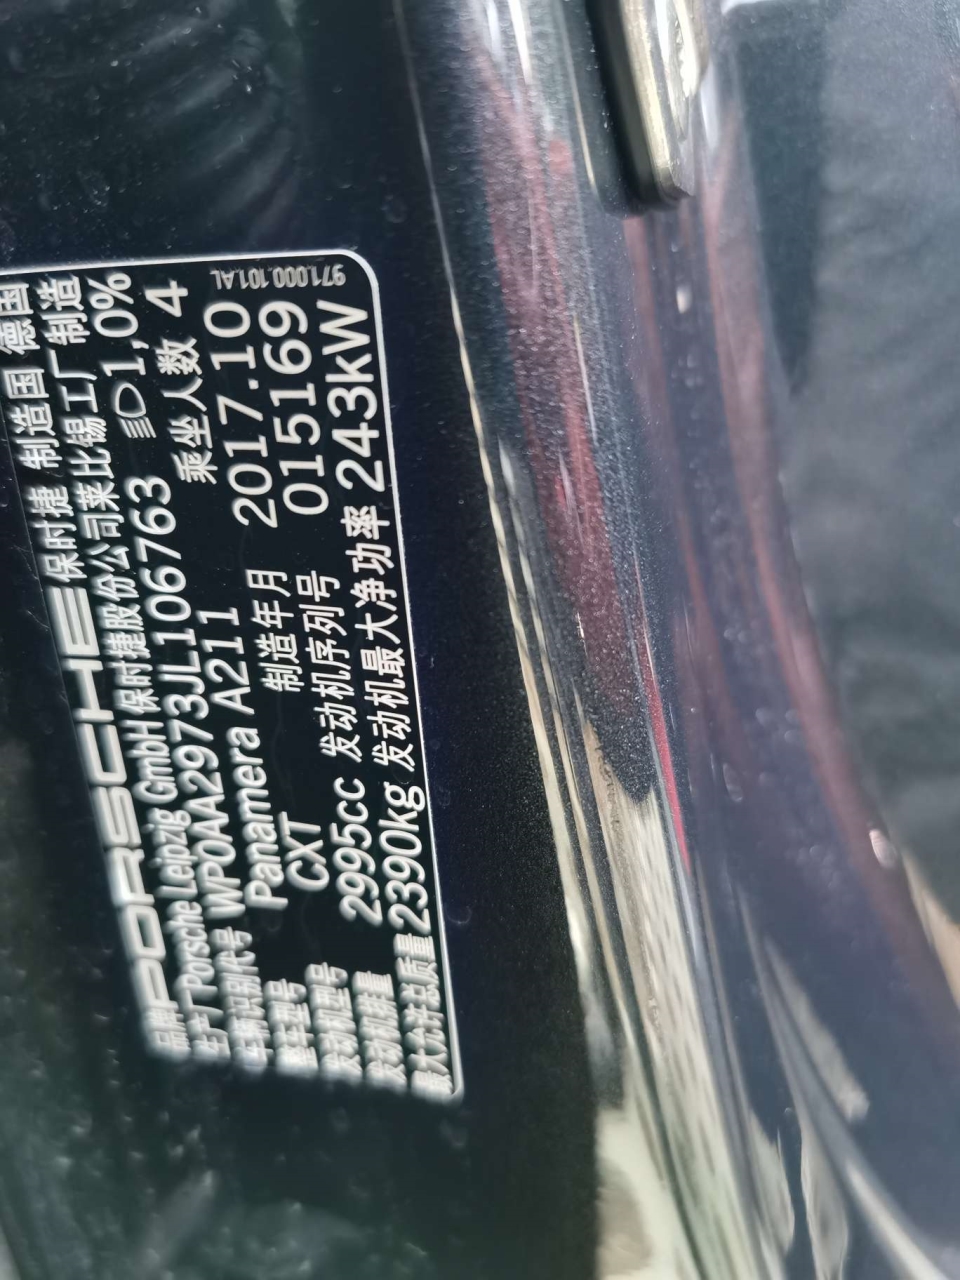 品牌 PORSCHE 保时捷 制造国 德国
生产厂 Porsche Leipzig GmbH 保时捷股份公司莱比锡工厂制造
车辆识别代号 WP0AA2973JL106763 1,0%
整车型号 Panamera A211 乘坐人数 4
发动机型号 CXT 制造年月 2017.10
发动机排量 2995cc 发动机序列号 015169
最大允许总质量 2390kg 发动机最大净功率 243kW
971.000.101.AL